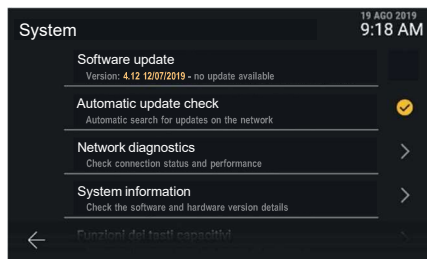 19 AGO 2019
System
9:18 AM
Software update
Version: 4.12 12/07/2019 - no update available
Automatic update check
Automatic search for updates on the network
Network diagnostics
Check connection status and performance
System information
Check the software and hardware version details
Funzioni dei tasti capacitivi